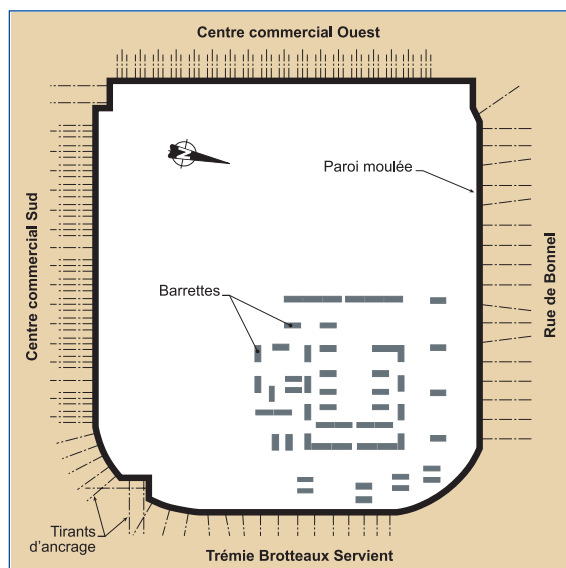 Centre commercial Ouest
Paroi moulée
Centre commercial Sud
Rue de Bonnel
Barrettes
Tirants
d'ancrage
Trémie Brotteaux Servient